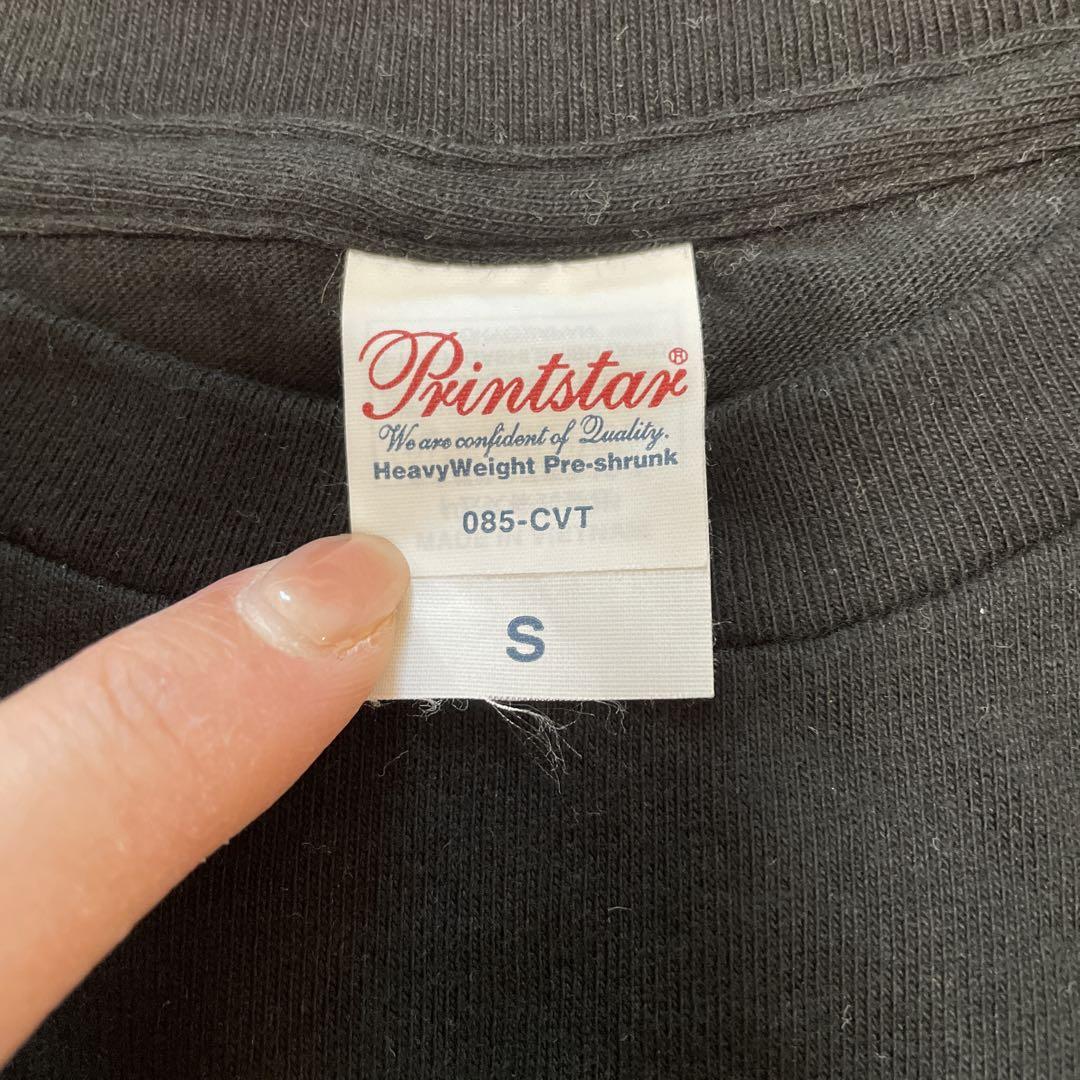 Printstar®
We are confident of Quality.
HeavyWeight Pre-shrunk
085-CVT
S